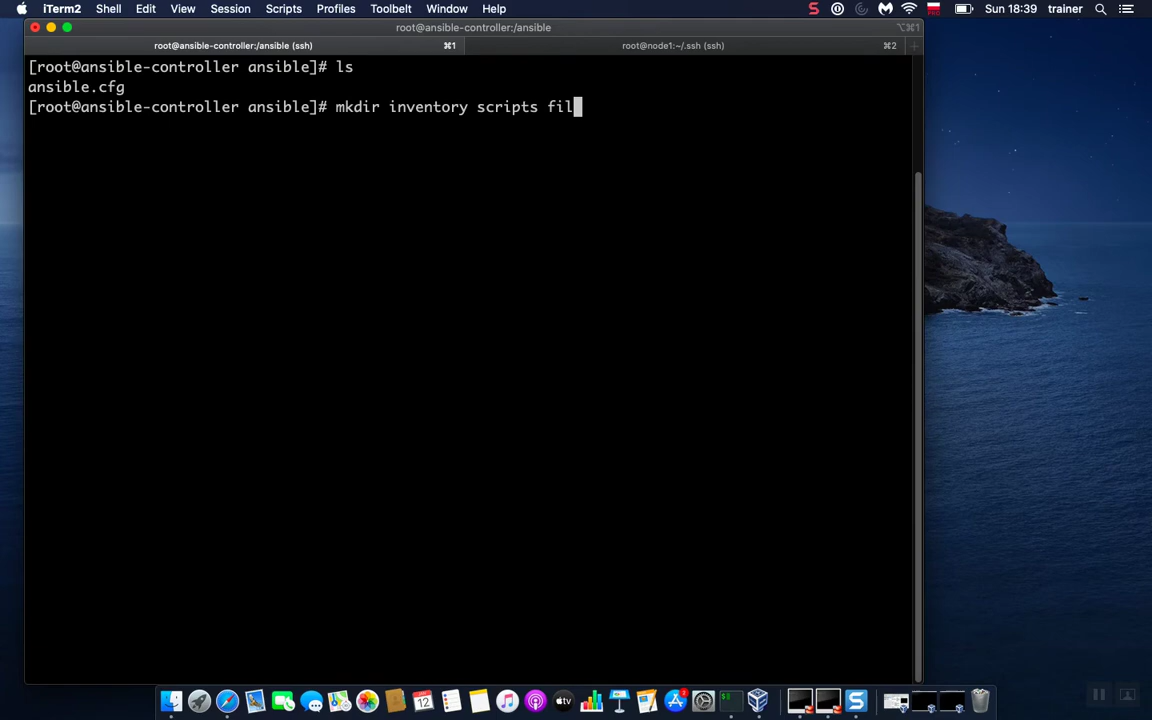 iTerm2 Shell Edit View Session Scripts Profiles Toolbelt Window Help Sun 18:39 trainer
root@ansible-controller:/ansible
⌥⌘1
root@ansible-controller:/ansible (ssh) ⌘1 root@node1:~/.ssh (ssh) ⌘2
[root@ansible-controller ansible]# ls
ansible.cfg
[root@ansible-controller ansible]# mkdir inventory scripts fil